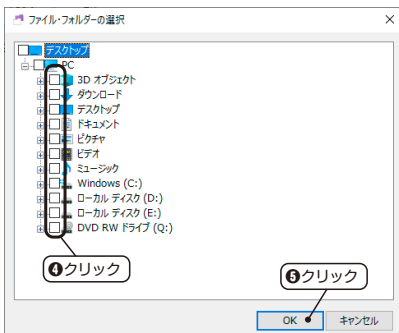 ファイル・フォルダーの選択
デスクトップ
PC
3D オブジェクト
ダウンロード
デスクトップ
ドキュメント
ピクチャ
ビデオ
ミュージック
Windows (C:)
ローカル ディスク (D:)
ローカル ディスク (E:)
DVD RW ドライブ (Q:)
❹クリック
❺クリック
OK
キャンセル